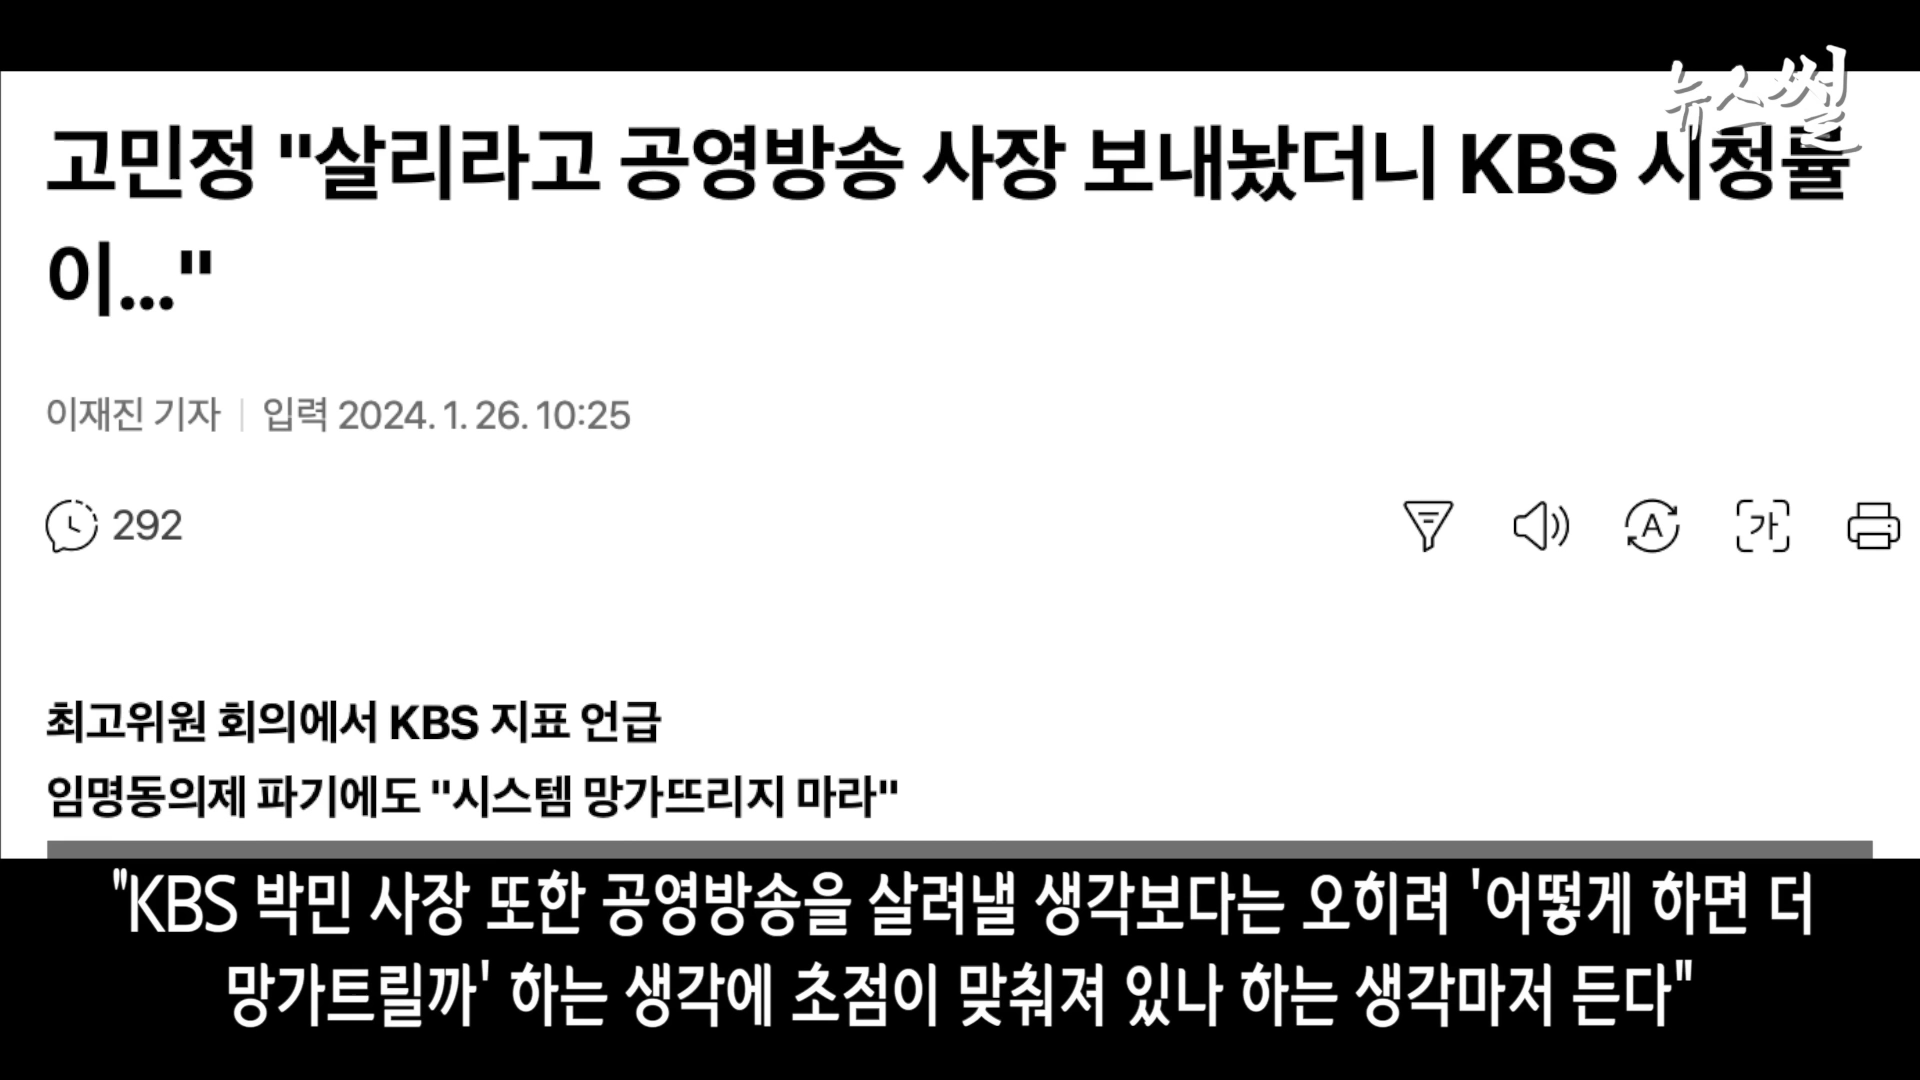 뉴스썰
고민정 "살리라고 공영방송 사장 보내놨더니 KBS 시청률
이..."
이재진 기자 입력 2024. 1. 26. 10:25
292
A
가
최고위원 회의에서 KBS 지표 언급
임명동의제 파기에도 "시스템 망가뜨리지 마라"
"KBS 박민 사장 또한 공영방송을 살려낼 생각보다는 오히려 '어떻게 하면 더
망가트릴까' 하는 생각에 초점이 맞춰져 있나 하는 생각마저 든다"